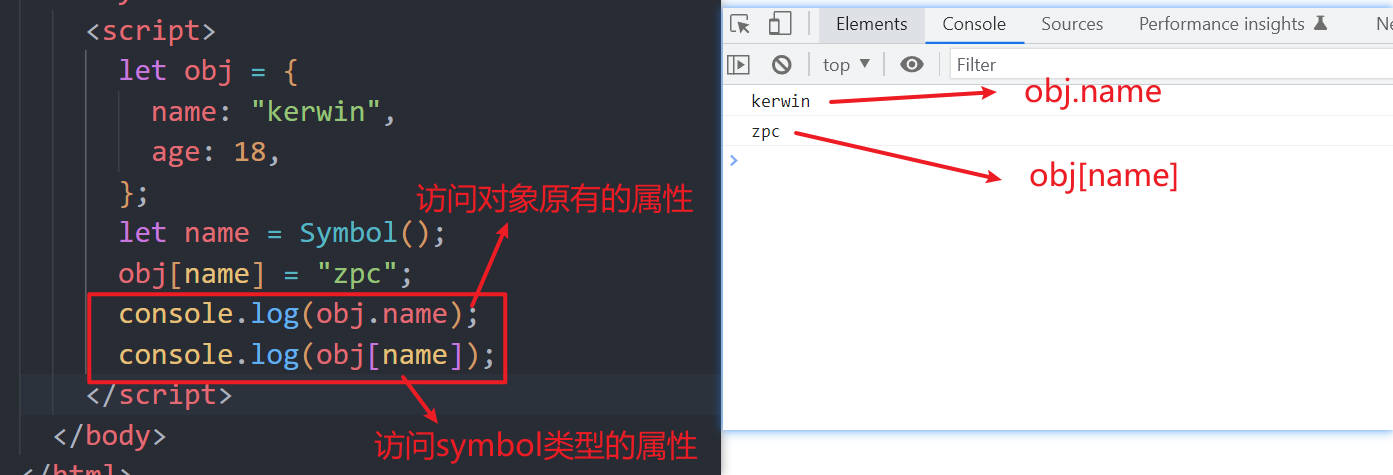 <script>
let obj = {
name: "kerwin",
age: 18,
};
访问对象原有的属性
let name = Symbol();
obj[name] = "zpc";
console.log(obj.name);
console.log(obj[name]);
</script>
访问symbol类型的属性
</body>
</html>
Elements Console Sources Performance insights Ne
top Filter
kerwin obj.name
zpc
obj[name]